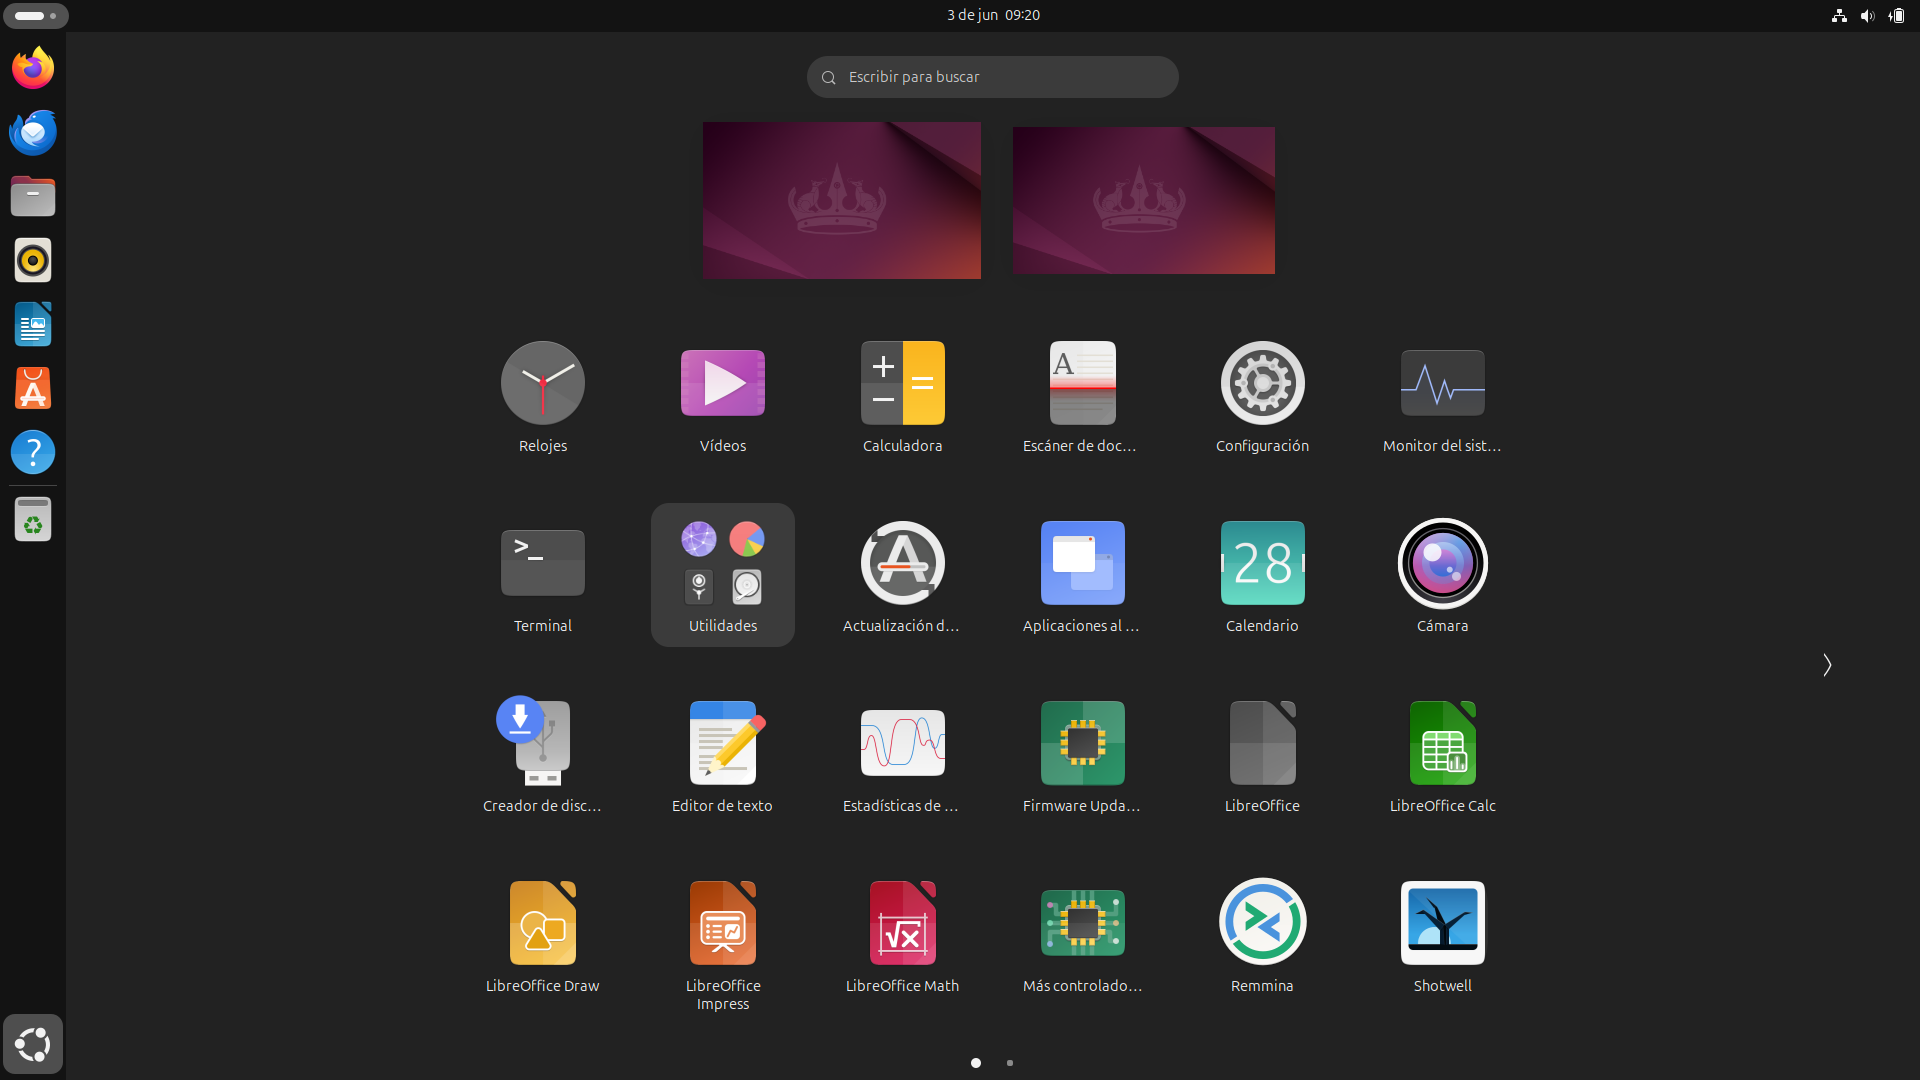 3 de jun 09:20
Escribir para buscar
Relojes
Vídeos
Calculadora
Escáner de doc...
Configuración
Monitor del sist...
Terminal
Utilidades
Actualización d...
Aplicaciones al ...
28
Calendario
Cámara
Creador de disc...
Editor de texto
Estadísticas de ...
Firmware Upda...
LibreOffice
LibreOffice Calc
LibreOffice Draw
LibreOffice
Impress
LibreOffice Math
Más controlado...
Remmina
Shotwell